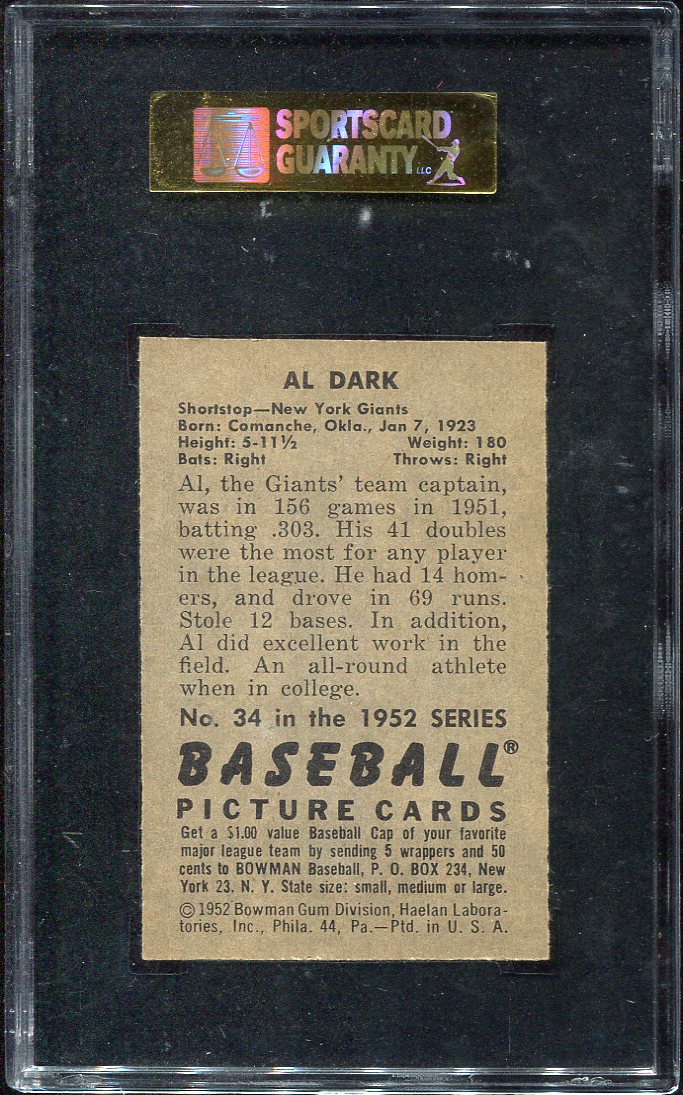 SPORTSCARD
GUARANTY LLC
AL DARK
Shortstop—New York Giants
Born: Comanche, Okla., Jan 7, 1923
Height: 5-11½ Weight: 180
Bats: Right Throws: Right
Al, the Giants' team captain,
was in 156 games in 1951,
batting .303. His 41 doubles
were the most for any player
in the league. He had 14 hom-
ers, and drove in 69 runs.
Stole 12 bases. In addition,
Al did excellent work in the
field. An all-round athlete
when in college.
No. 34 in the 1952 SERIES
BASEBALL®
PICTURE CARDS
Get a $1.00 value Baseball Cap of your favorite
major league team by sending 5 wrappers and 50
cents to BOWMAN Baseball, P. O. BOX 234, New
York 23, N. Y. State size: small, medium or large.
©1952 Bowman Gum Division, Haelan Labora-
tories, Inc., Phila. 44, Pa.—Ptd. in U. S. A.